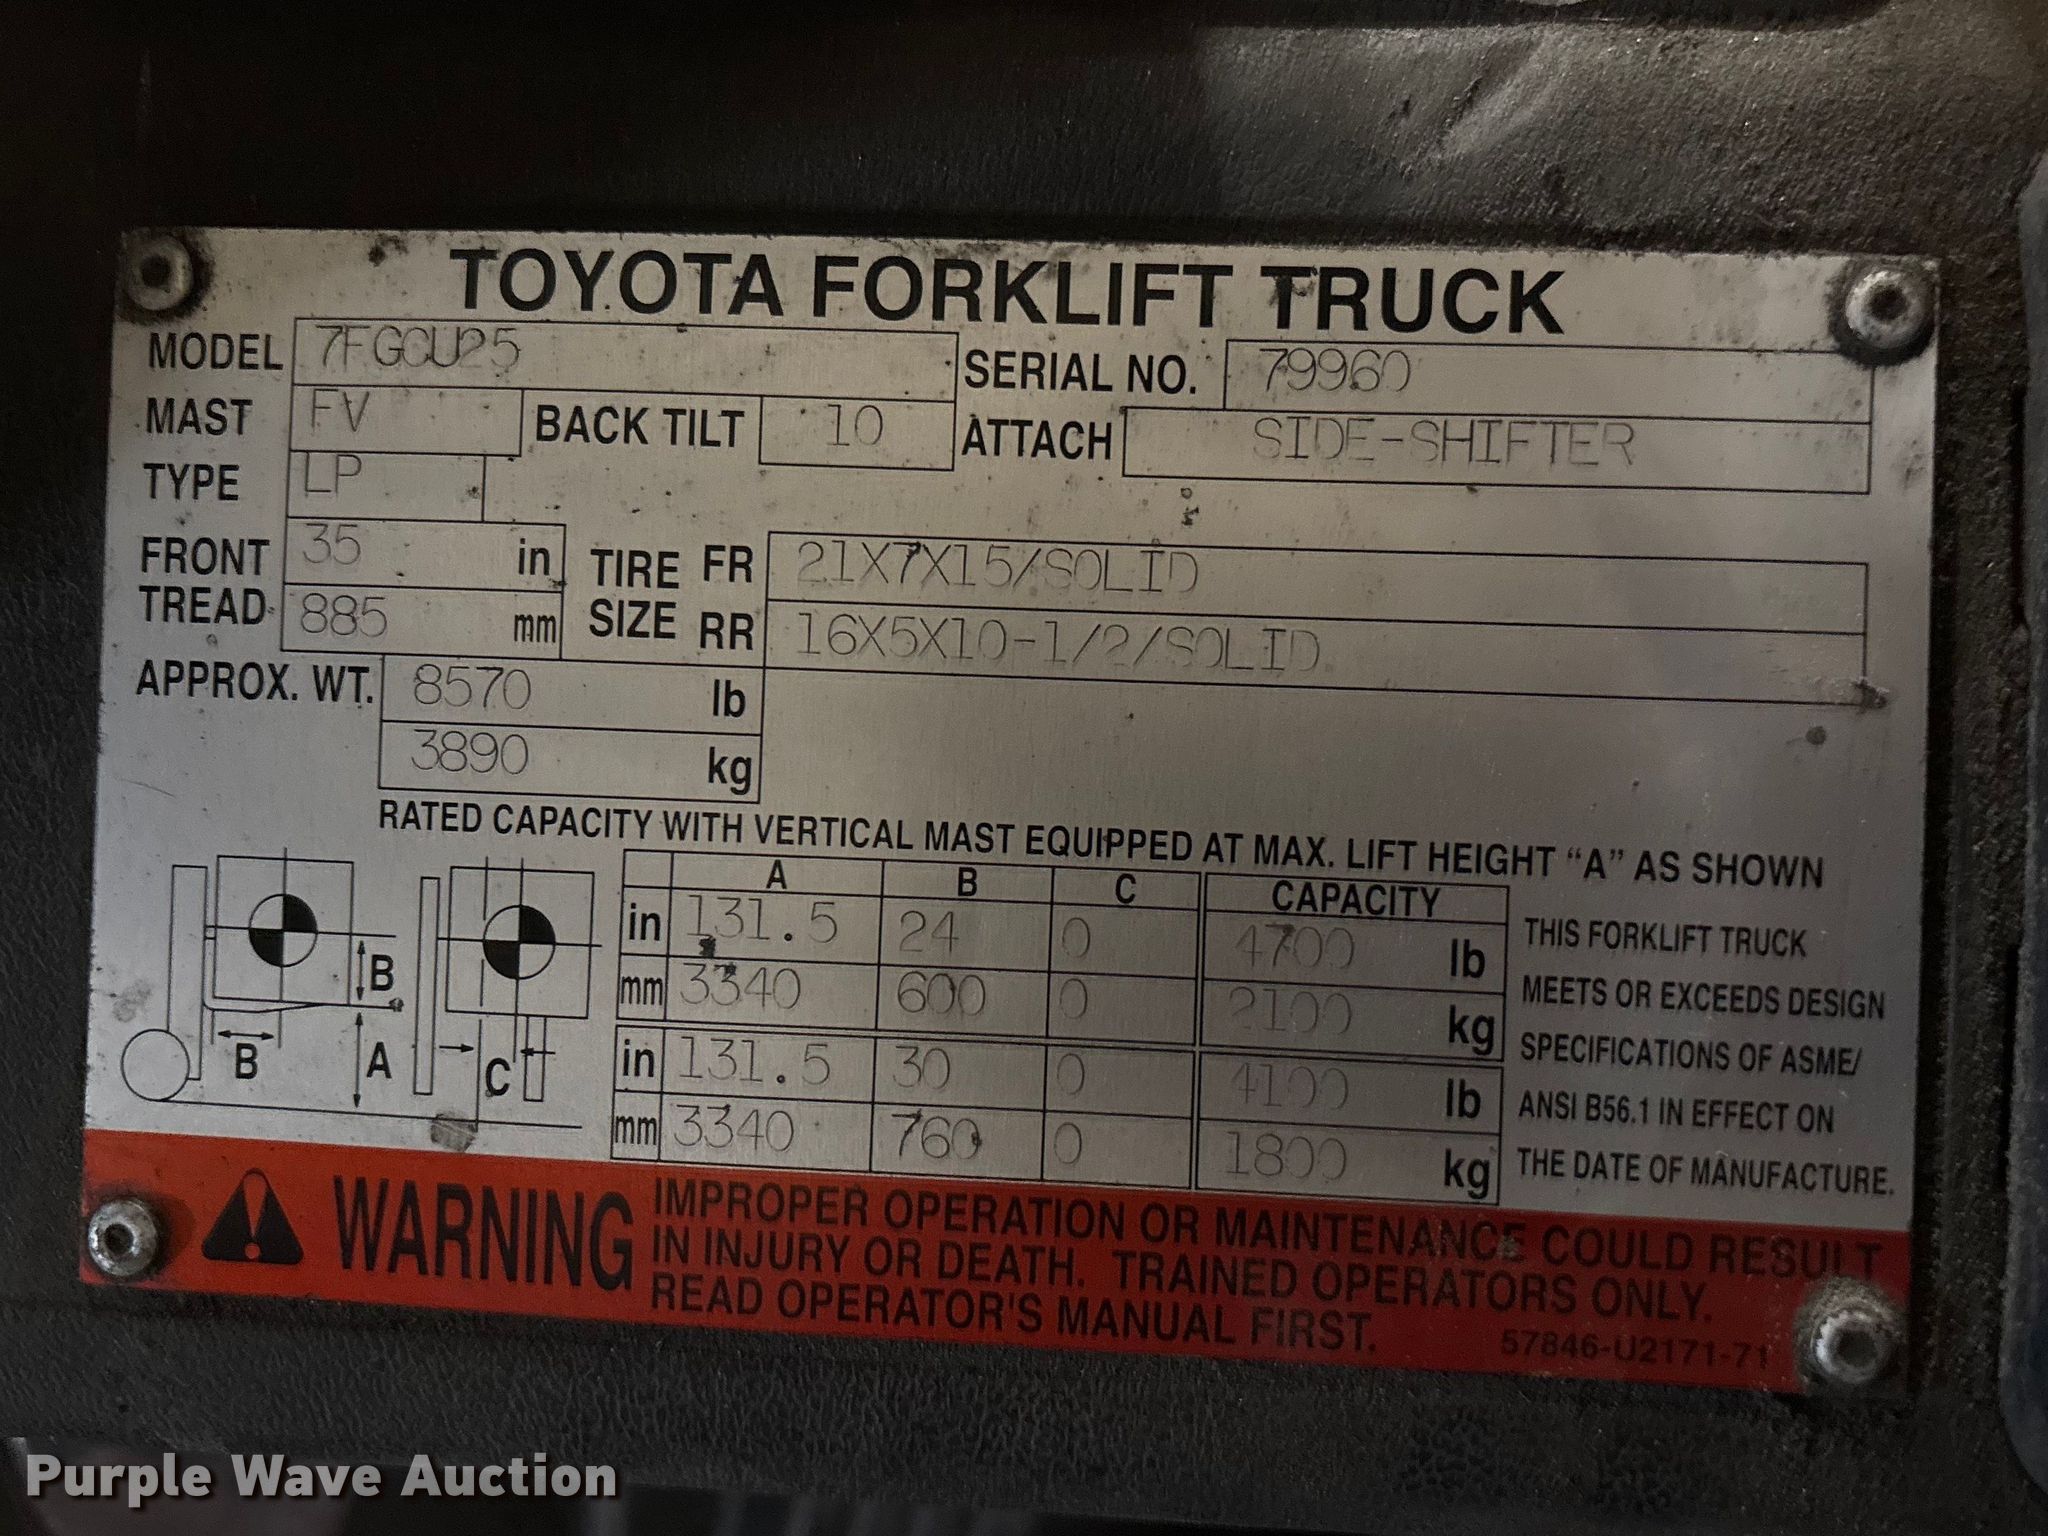 TOYOTA FORKLIFT TRUCK
MODEL 7FGCU25 SERIAL NO. 79960
MAST FV BACK TILT 10 ATTACH SIDE-SHIFTER
TYPE LP
FRONT TREAD 35 in TIRE SIZE FR 21X7X15/SOLID
885 mm RR 16X5X10-1/2/SOLID
APPROX. WT. 8570 lb
3890 kg
RATED CAPACITY WITH VERTICAL MAST EQUIPPED AT MAX. LIFT HEIGHT "A" AS SHOWN
A B C CAPACITY
in 131.5 24 0 4700 lb
mm 3340 600 0 2100 kg
in 131.5 30 0 4100 lb
mm 3340 760 0 1800 kg
B
B A C
THIS FORKLIFT TRUCK
MEETS OR EXCEEDS DESIGN
SPECIFICATIONS OF ASME/
ANSI B56.1 IN EFFECT ON
THE DATE OF MANUFACTURE.
WARNING
IMPROPER OPERATION OR MAINTENANCE COULD RESULT
IN INJURY OR DEATH. TRAINED OPERATORS ONLY.
READ OPERATOR'S MANUAL FIRST.
57846-U2171-71
Purple Wave Auction